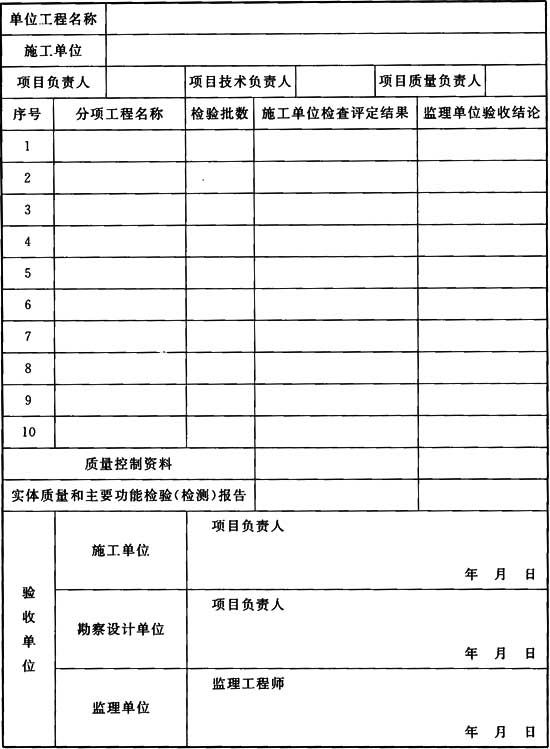 单位工程名称
施工单位
项目负责人 项目技术负责人 项目质量负责人
序号 分项工程名称 检验批数 施工单位检查评定结果 监理单位验收结论
1
2
3
4
5
6
7
8
9
10
质量控制资料
实体质量和主要功能检验(检测)报告
验收单位
施工单位 项目负责人
年 月 日
勘察设计单位 项目负责人
年 月 日
监理单位 监理工程师
年 月 日